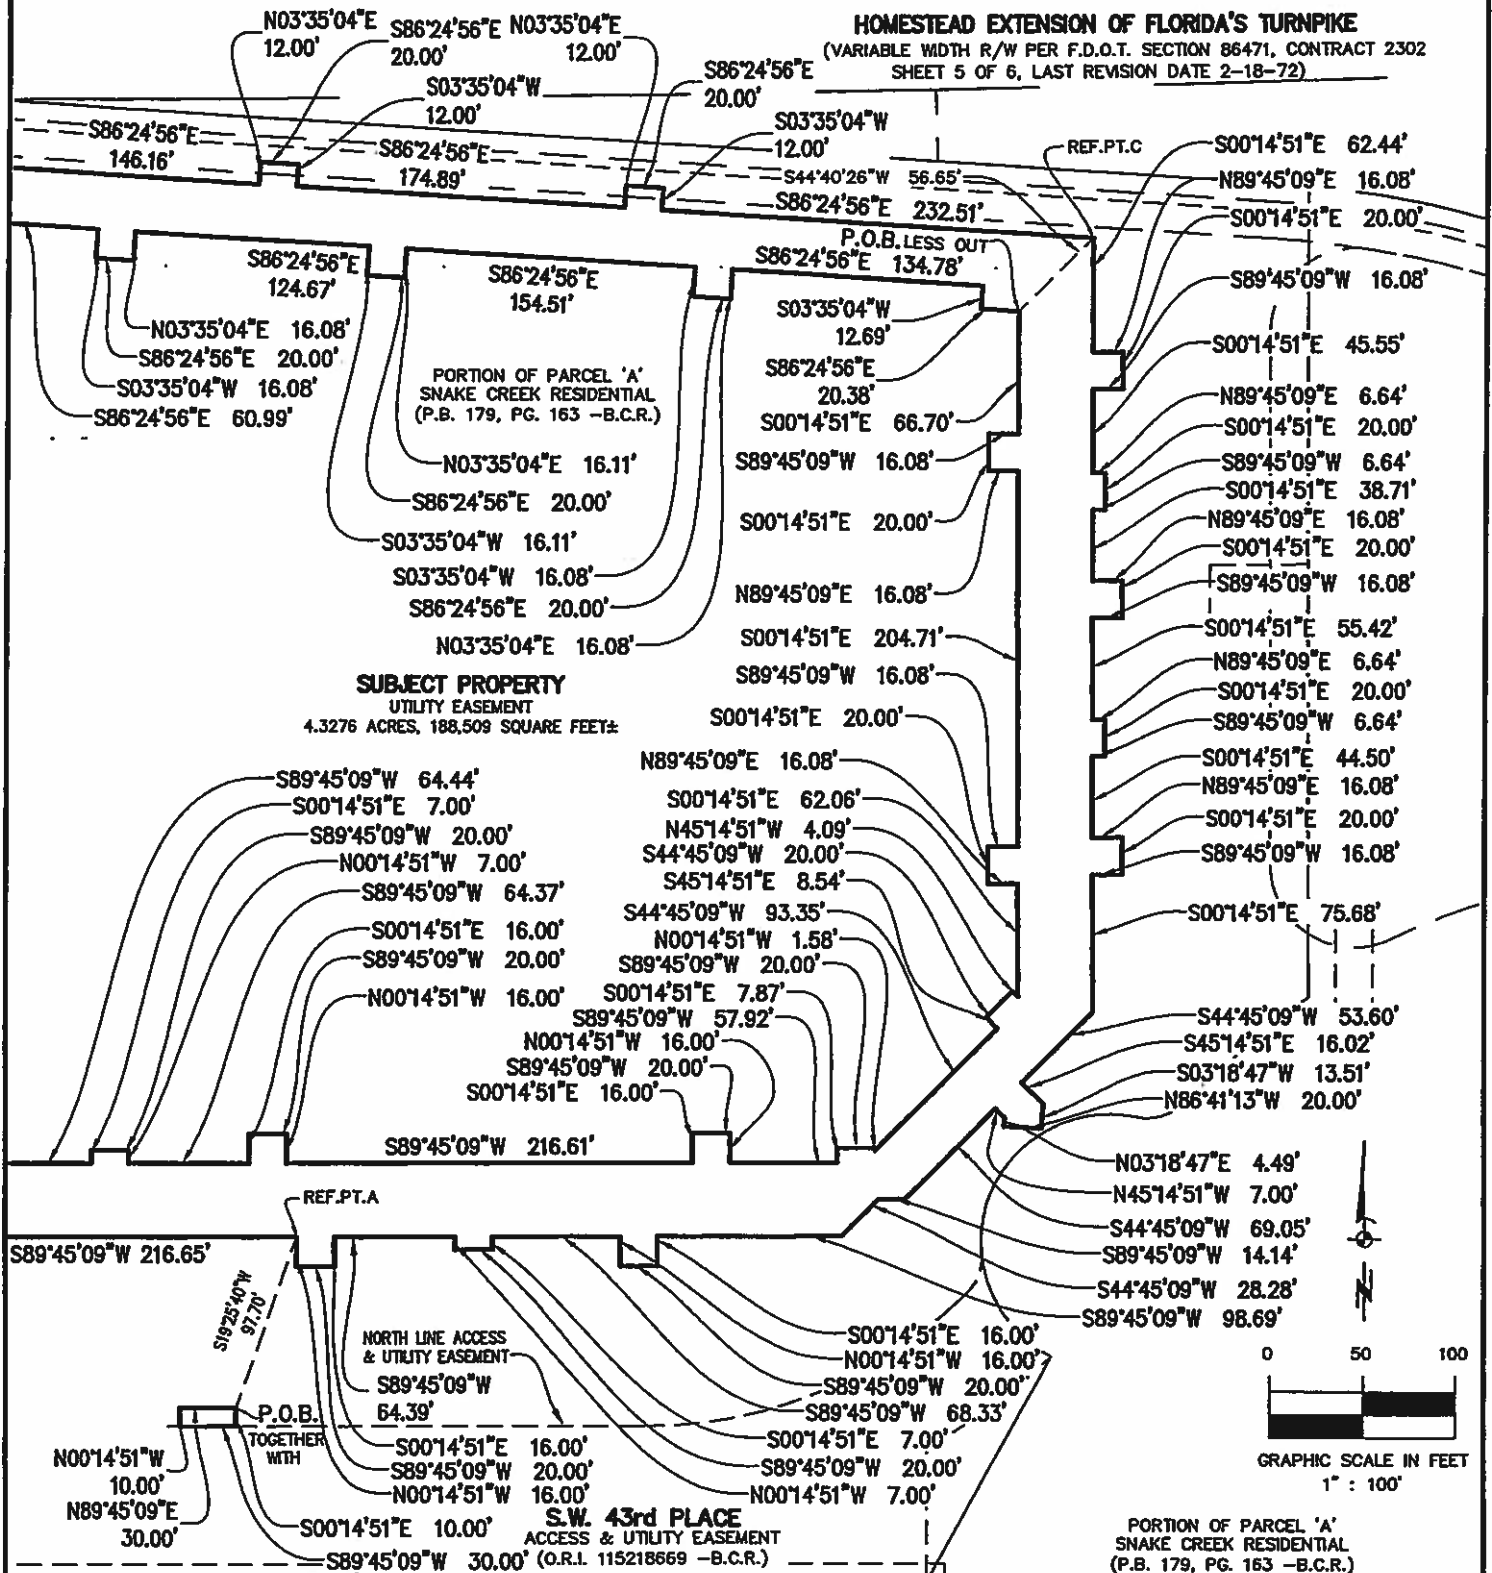 HOMESTEAD EXTENSION OF FLORIDA'S TURNPIKE
(VARIABLE WIDTH R/W PER F.D.O.T. SECTION 86471, CONTRACT 2302
SHEET 5 OF 6, LAST REVISION DATE 2-18-72)
N03°35'04"E
12.00'
S86°24'56"E
20.00'
N03°35'04"E
12.00'
S03°35'04"W
12.00'
S86°24'56"E
20.00'
S03°35'04"W
12.00'
S86°24'56"E
146.16'
S86°24'56"E
174.89'
S44°40'26"W 56.65'
S86°24'56"E 232.51'
REF.PT.C
P.O.B. LESS OUT
S86°24'56"E 134.78'
S86°24'56"E
124.67'
S86°24'56"E
154.51'
S03°35'04"W
12.69'
S86°24'56"E
20.38'
N03°35'04"E 16.08'
S86°24'56"E 20.00'
S03°35'04"W 16.08'
S86°24'56"E 60.99'
PORTION OF PARCEL 'A'
SNAKE CREEK RESIDENTIAL
(P.B. 179, PG. 163 -B.C.R.)
N03°35'04"E 16.11'
S86°24'56"E 20.00'
S03°35'04"W 16.11'
S03°35'04"W 16.08'
S86°24'56"E 20.00'
N03°35'04"E 16.08'
S00°14'51"E 66.70'
S89°45'09"W 16.08'
S00°14'51"E 20.00'
N89°45'09"E 16.08'
S00°14'51"E 204.71'
S89°45'09"W 16.08'
S00°14'51"E 20.00'
N89°45'09"E 16.08'
S00°14'51"E 62.06'
N45°14'51"W 4.09'
S44°45'09"W 20.00'
S45°14'51"E 8.54'
S44°45'09"W 93.35'
N00°14'51"W 1.58'
S89°45'09"W 20.00'
S00°14'51"E 7.87'
S89°45'09"W 57.92'
N00°14'51"W 16.00'
S89°45'09"W 20.00'
S00°14'51"E 16.00'
S00°14'51"E 62.44'
N89°45'09"E 16.08'
S00°14'51"E 20.00'
S89°45'09"W 16.08'
S00°14'51"E 45.55'
N89°45'09"E 6.64'
S00°14'51"E 20.00'
S89°45'09"W 6.64'
S00°14'51"E 38.71'
N89°45'09"E 16.08'
S00°14'51"E 20.00'
S89°45'09"W 16.08'
S00°14'51"E 55.42'
N89°45'09"E 6.64'
S00°14'51"E 20.00'
S89°45'09"W 6.64'
S00°14'51"E 44.50'
N89°45'09"E 16.08'
S00°14'51"E 20.00'
S89°45'09"W 16.08'
S00°14'51"E 75.68'
S44°45'09"W 53.60'
S45°14'51"E 16.02'
S03°18'47"W 13.51'
N86°41'13"W 20.00'
N03°18'47"E 4.49'
N45°14'51"W 7.00'
S44°45'09"W 69.05'
S89°45'09"W 14.14'
S44°45'09"W 28.28'
S89°45'09"W 98.69'
SUBJECT PROPERTY
UTILITY EASEMENT
4.3276 ACRES, 188,509 SQUARE FEET±
S89°45'09"W 64.44'
S00°14'51"E 7.00'
S89°45'09"W 20.00'
N00°14'51"W 7.00'
S89°45'09"W 64.37'
S00°14'51"E 16.00'
S89°45'09"W 20.00'
N00°14'51"W 16.00'
S89°45'09"W 216.61'
REF.PT.A
S89°45'09"W 216.65'
S19°25'40"W
97.70'
NORTH LINE ACCESS
& UTILITY EASEMENT
S89°45'09"W
64.39'
P.O.B.
TOGETHER
WITH
S00°14'51"E 16.00'
S89°45'09"W 20.00'
N00°14'51"W 16.00'
S00°14'51"E 16.00'
N00°14'51"W 16.00'
S89°45'09"W 20.00'
S89°45'09"W 68.33'
S00°14'51"E 7.00'
S89°45'09"W 20.00'
N00°14'51"W 7.00'
N00°14'51"W
10.00'
N89°45'09"E
30.00'
S00°14'51"E 10.00'
S89°45'09"W 30.00'
S.W. 43rd PLACE
ACCESS & UTILITY EASEMENT
(O.R.I. 115218669 -B.C.R.)
N
0 50 100
GRAPHIC SCALE IN FEET
1" : 100'
PORTION OF PARCEL 'A'
SNAKE CREEK RESIDENTIAL
(P.B. 179, PG. 163 -B.C.R.)